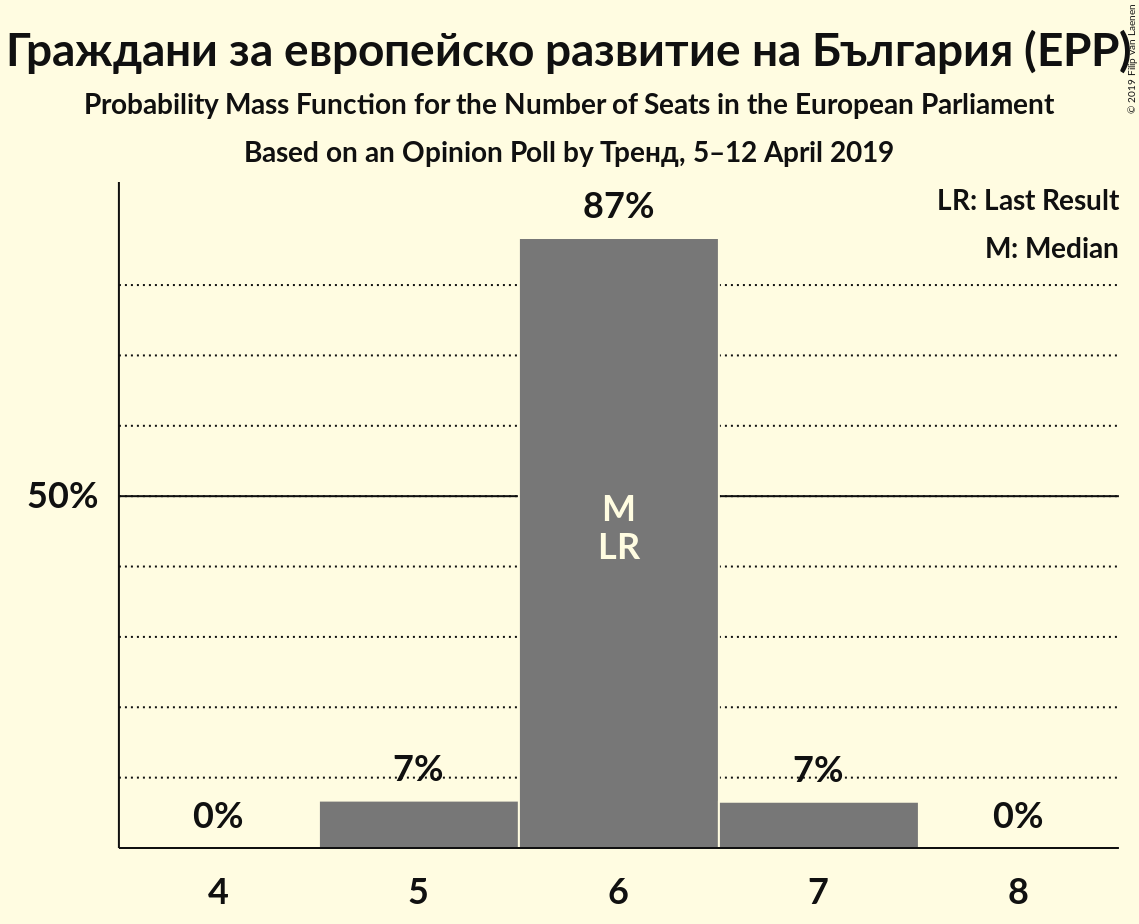 Граждани за европейско развитие на България (EPP)
Probability Mass Function for the Number of Seats in the European Parliament
Based on an Opinion Poll by Тренд, 5–12 April 2019
© 2019 Filip van Laenen
LR: Last Result
M: Median
87%
50%
M
LR
7%
7%
0%
0%
4
5
6
7
8